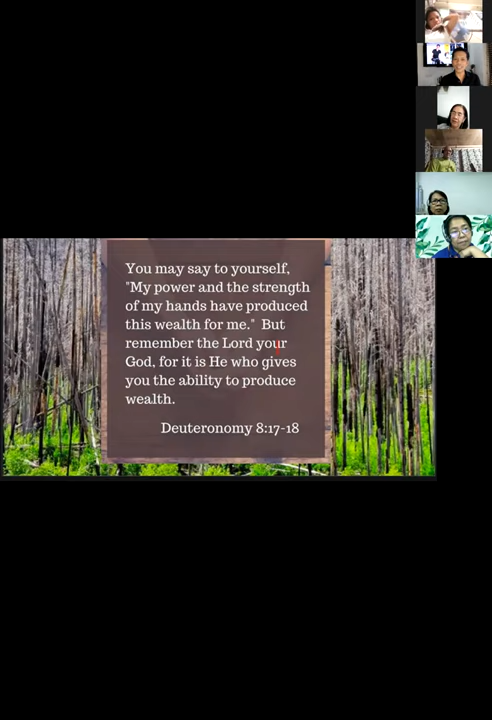 You may say to yourself,
"My power and the strength
of my hands have produced
this wealth for me." But
remember the Lord your
God, for it is He who gives
you the ability to produce
wealth.
Deuteronomy 8:17-18